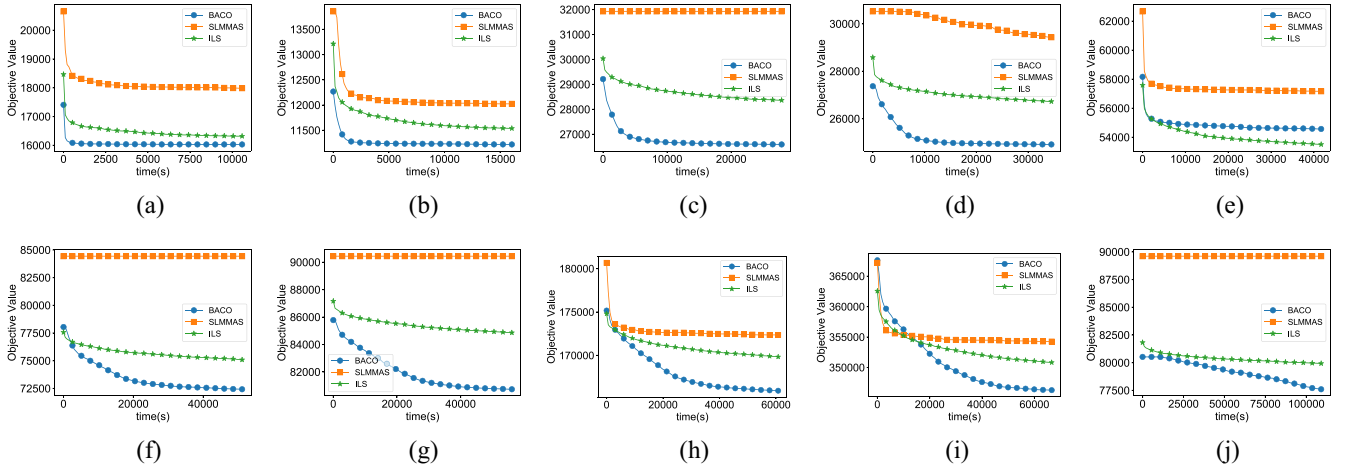 Objective Value
20000
19000
18000
17000
16000
0 2500 5000 7500 10000
time(s)
BACO
SLMMAS
ILS
(a)
Objective Value
13500
13000
12500
12000
11500
0 5000 10000 15000
time(s)
BACO
SLMMAS
ILS
(b)
Objective Value
32000
31000
30000
29000
28000
27000
0 10000 20000
time(s)
BACO
SLMMAS
ILS
(c)
Objective Value
30000
28000
26000
0 10000 20000 30000
time(s)
BACO
SLMMAS
ILS
(d)
Objective Value
62000
60000
58000
56000
54000
0 10000 20000 30000 40000
time(s)
BACO
SLMMAS
ILS
(e)
Objective Value
85000
82500
80000
77500
75000
72500
0 20000 40000
time(s)
BACO
SLMMAS
ILS
(f)
Objective Value
90000
88000
86000
84000
82000
0 20000 40000
time(s)
BACO
SLMMAS
ILS
(g)
Objective Value
180000
175000
170000
0 10000 20000 30000 40000 50000 60000
time(s)
BACO
SLMMAS
ILS
(h)
Objective Value
365000
360000
355000
350000
0 20000 40000 60000
time(s)
BACO
SLMMAS
ILS
(i)
Objective Value
90000
87500
85000
82500
80000
77500
0 25000 50000 75000 100000
time(s)
BACO
SLMMAS
ILS
(j)